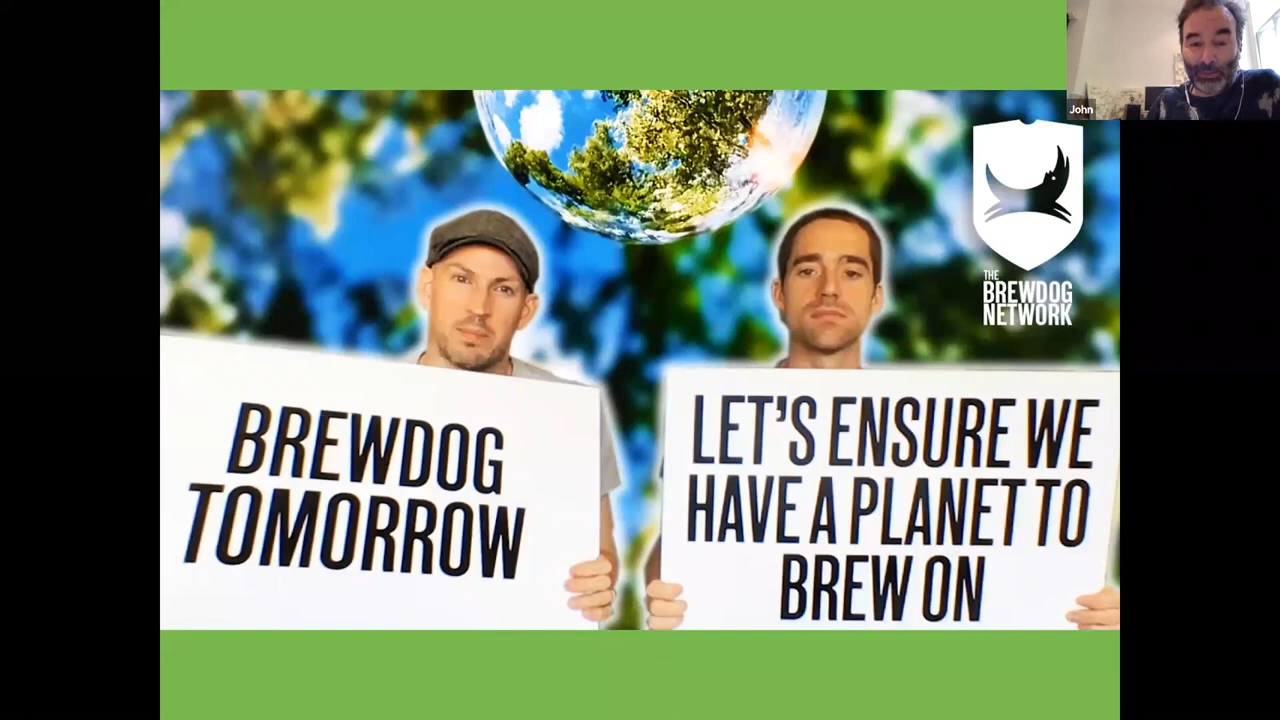 John
THE
BREWDOG
NETWORK
BREWDOG
TOMORROW
LET'S ENSURE WE
HAVE A PLANET TO
BREW ON